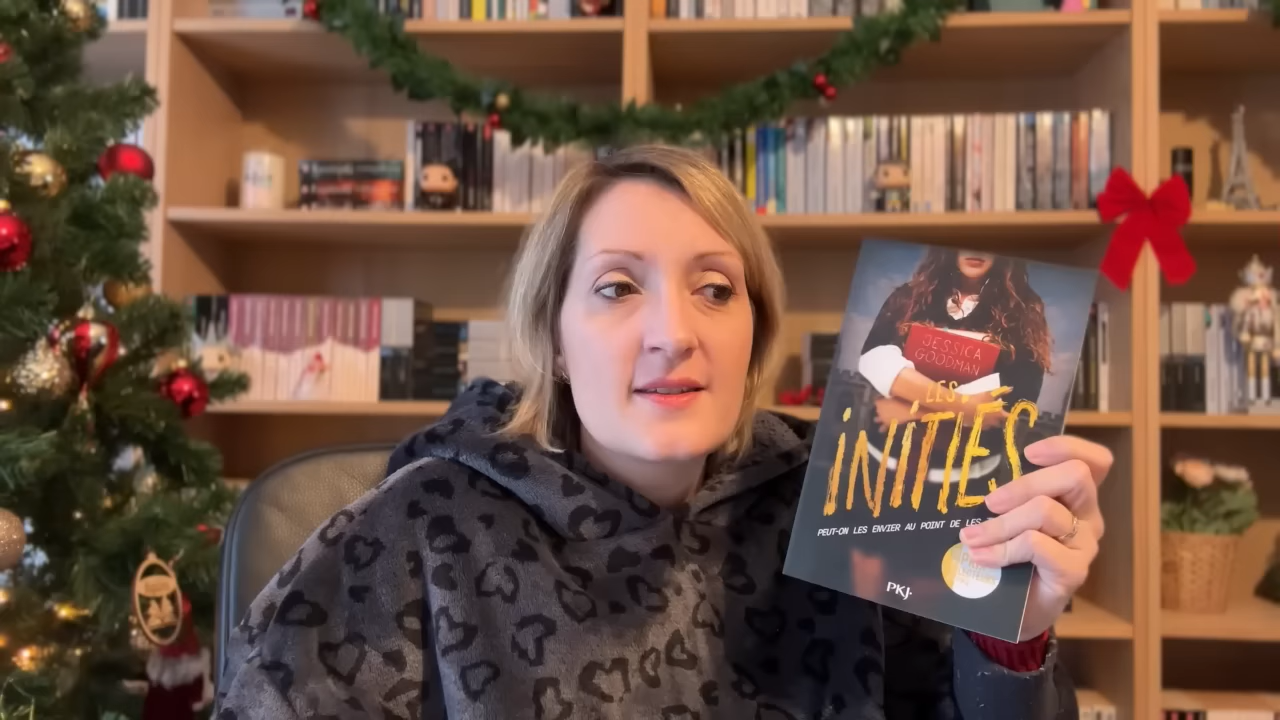 JESSICA
GOODMAN
LES
iNiTiÉS
PEUT-ON LES ENVIER AU POINT DE LES
PKJ.